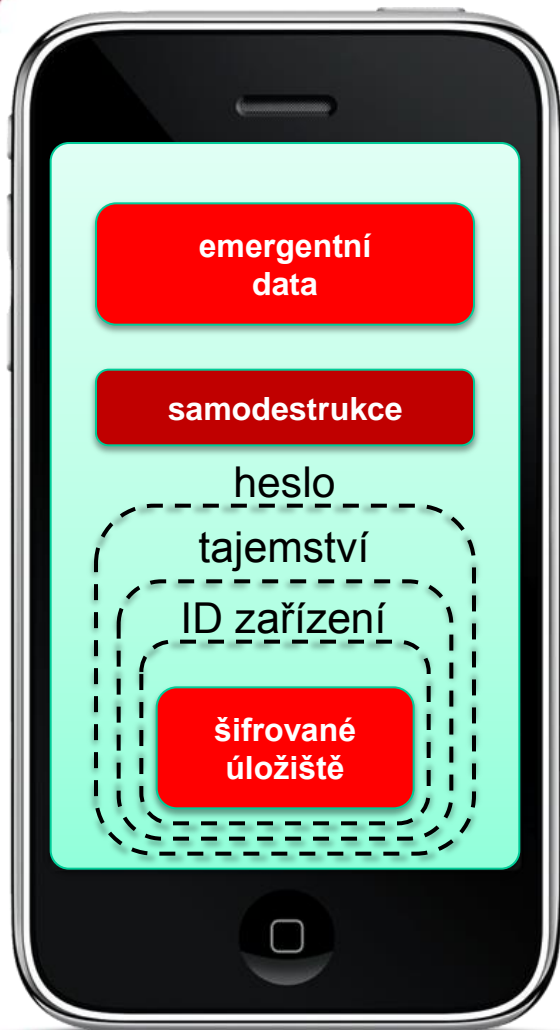 emergentní
data
samodestrukce
heslo
tajemství
ID zařízení
šifrované
úložiště